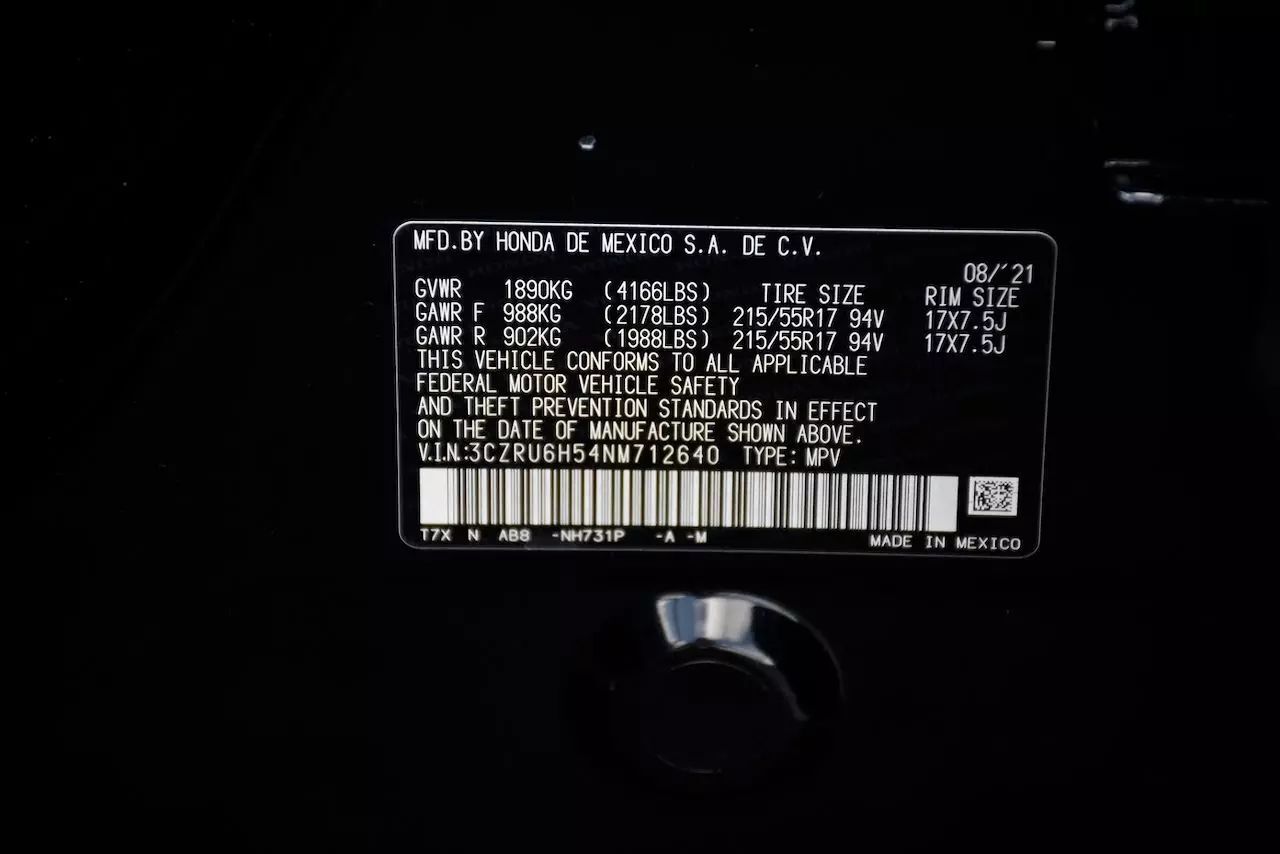 MFD.BY HONDA DE MEXICO S.A. DE C.V.
08/'21
GVWR 1890KG (4166LBS) TIRE SIZE RIM SIZE
GAWR F 988KG (2178LBS) 215/55R17 94V 17X7.5J
GAWR R 902KG (1988LBS) 215/55R17 94V 17X7.5J
THIS VEHICLE CONFORMS TO ALL APPLICABLE
FEDERAL MOTOR VEHICLE SAFETY
AND THEFT PREVENTION STANDARDS IN EFFECT
ON THE DATE OF MANUFACTURE SHOWN ABOVE.
V.I.N.:3CZRU6H54NM712640 TYPE: MPV
T7X N AB8 -NH731P -A -M MADE IN MEXICO